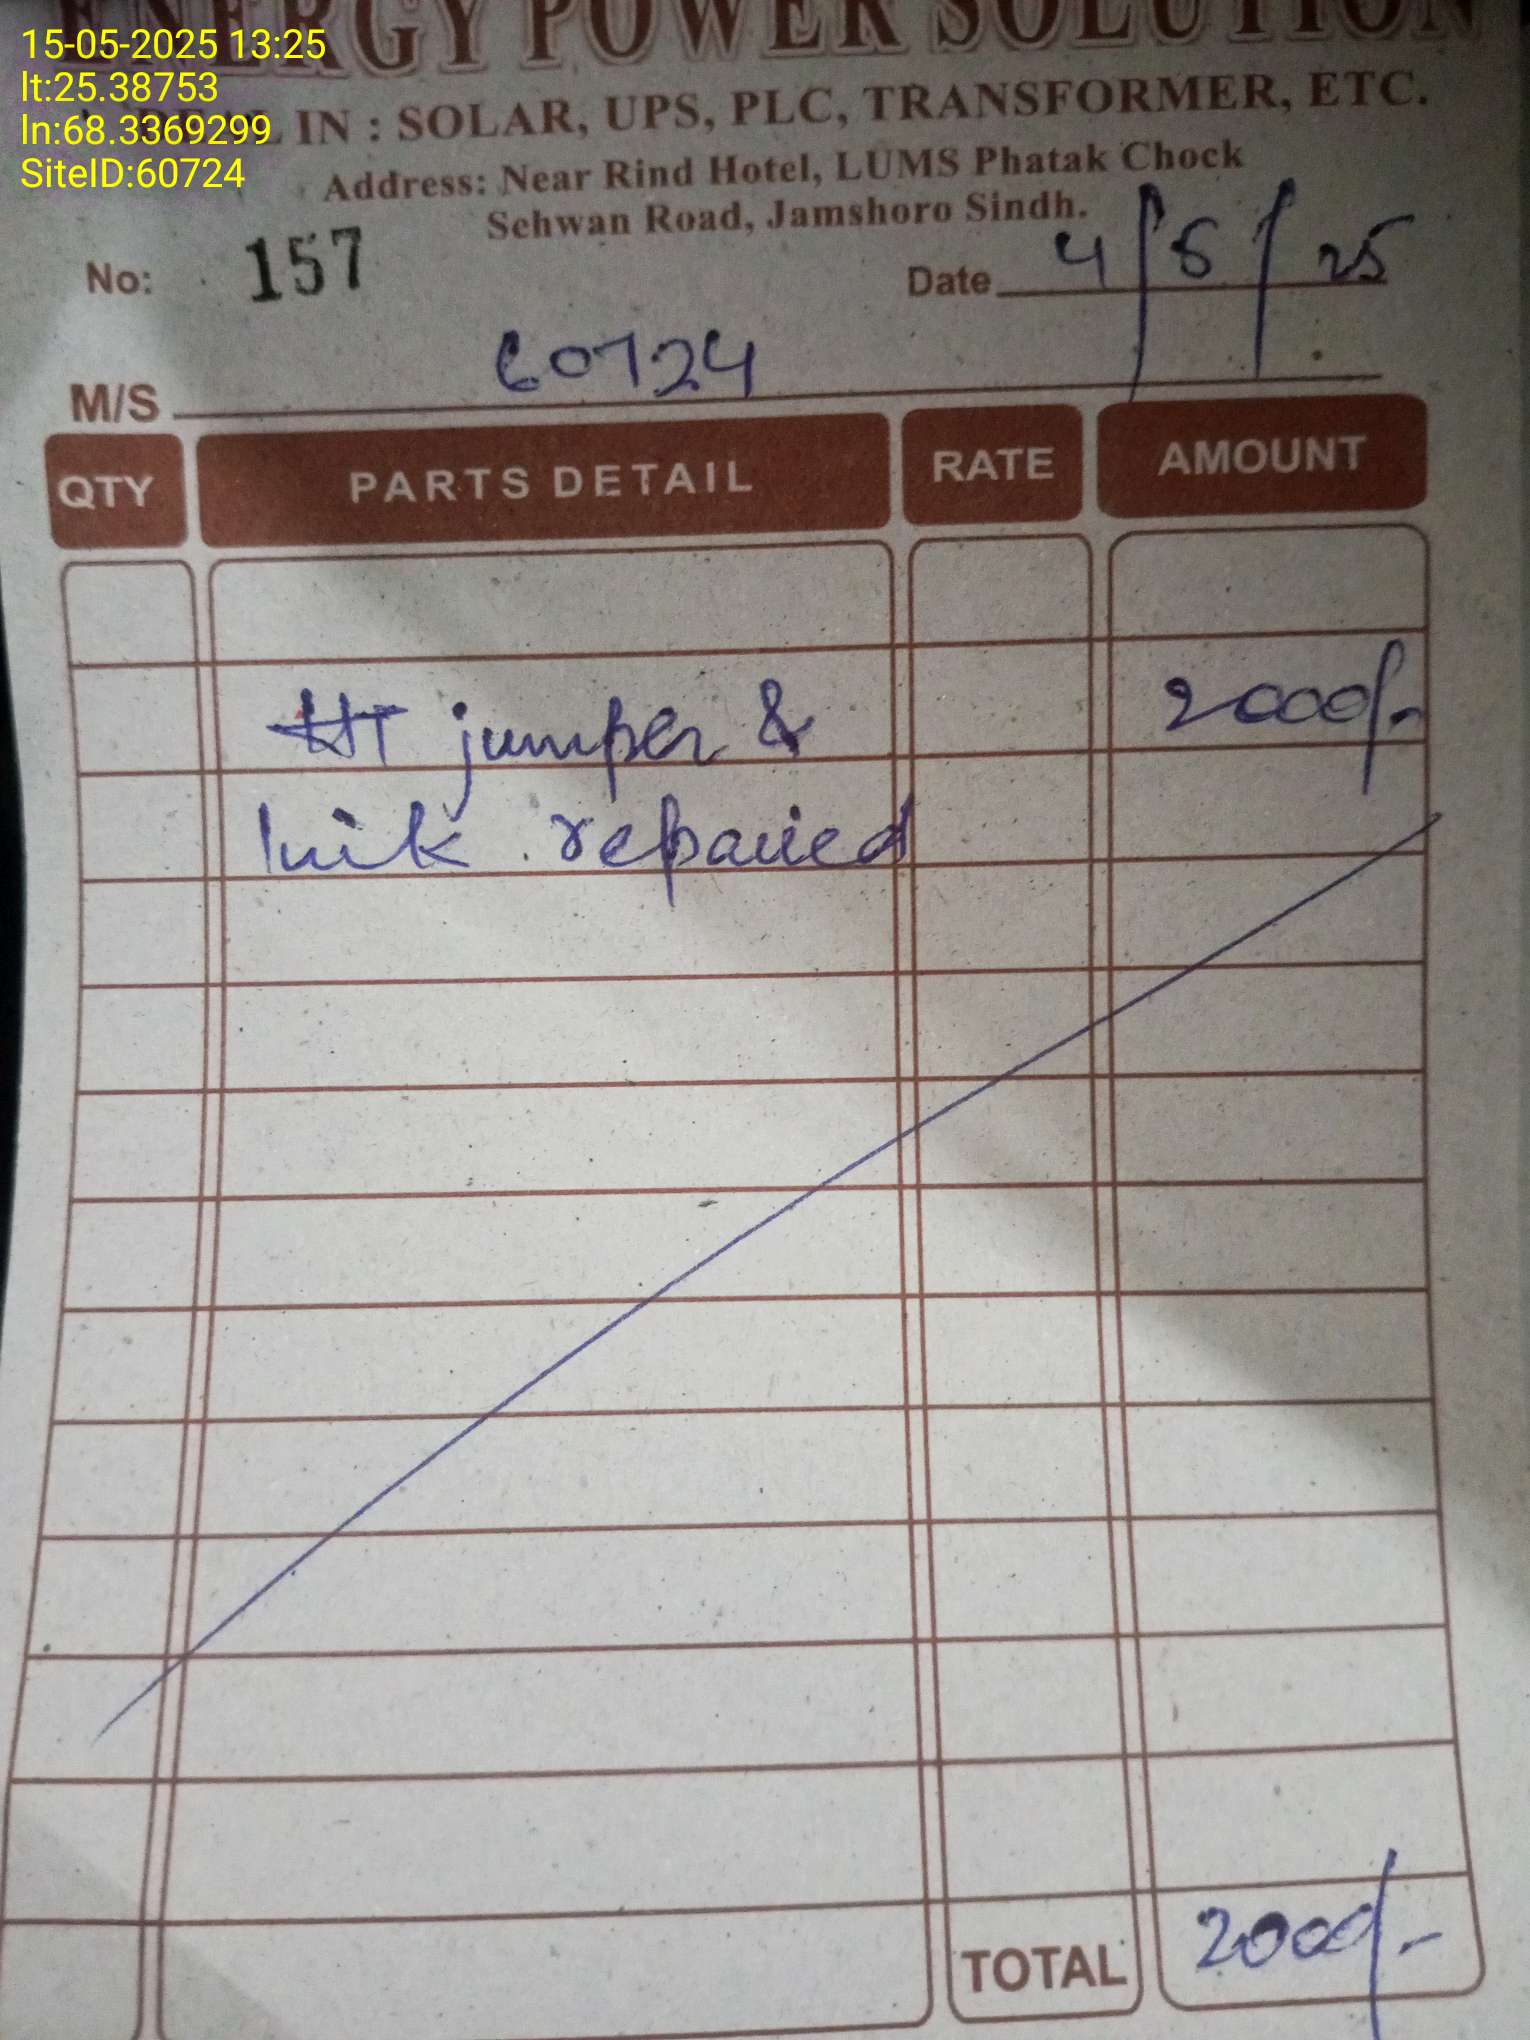 ENERGY POWER SOLUTION
15-05-2025 13:25
lt:25.38753
ln:68.3369299
SiteID:60724
DEAL IN : SOLAR, UPS, PLC, TRANSFORMER, ETC.
Address: Near Rind Hotel, LUMS Phatak Chock
Sehwan Road, Jamshoro Sindh.
No: 157 Date 4/5/25
M/S 60724
QTY PARTS DETAIL RATE AMOUNT
HT jumper & 2000/-
link repaired
TOTAL 2000/-